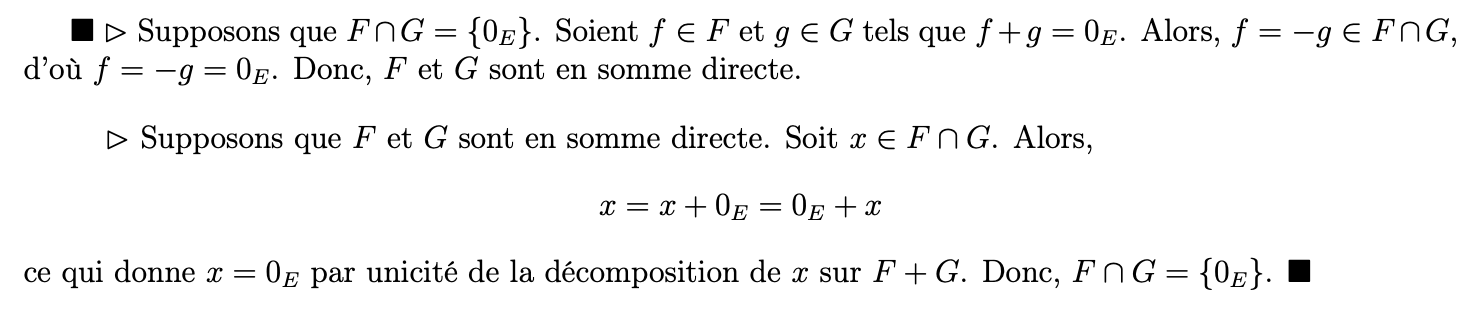 ■ ▷ Supposons que F ∩ G = {0_E}. Soient f ∈ F et g ∈ G tels que f + g = 0_E. Alors, f = −g ∈ F ∩ G,
d'où f = −g = 0_E. Donc, F et G sont en somme directe.
▷ Supposons que F et G sont en somme directe. Soit x ∈ F ∩ G. Alors,
x = x + 0_E = 0_E + x
ce qui donne x = 0_E par unicité de la décomposition de x sur F + G. Donc, F ∩ G = {0_E}. ■